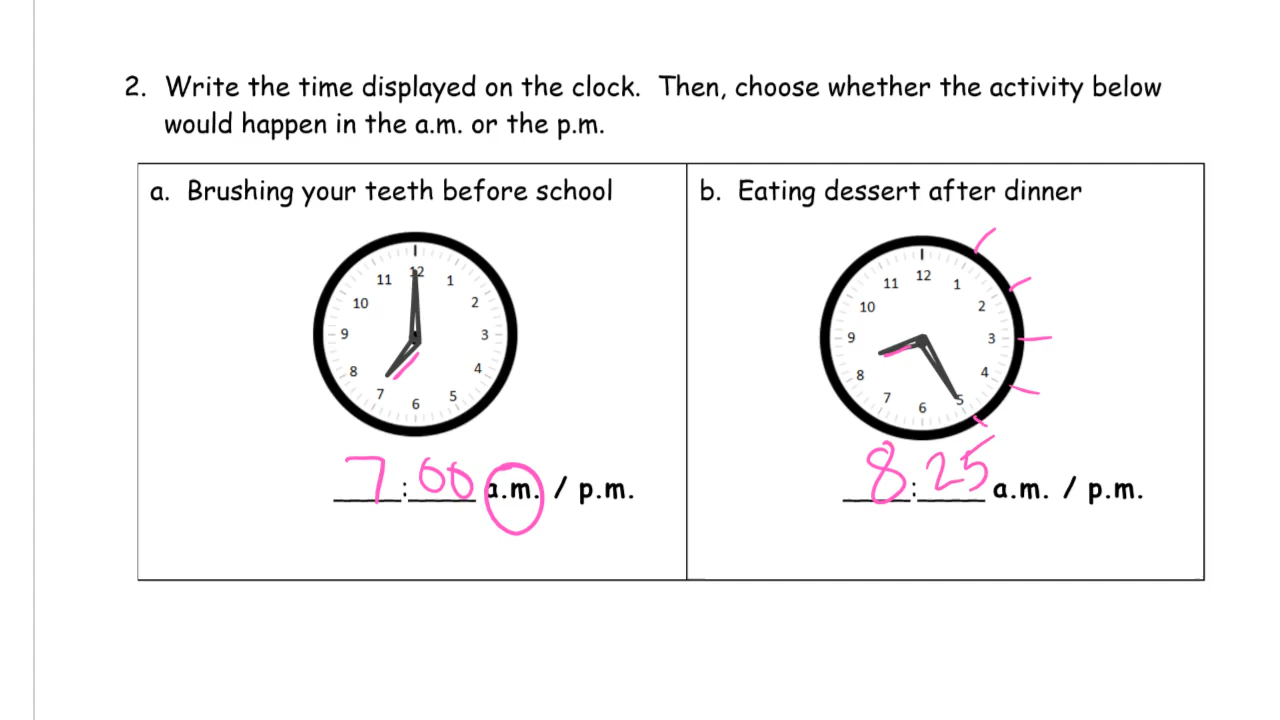 2. Write the time displayed on the clock. Then, choose whether the activity below
would happen in the a.m. or the p.m.
a. Brushing your teeth before school
12
11 1
10 2
9 3
8 4
7 5
6
7:00 a.m. / p.m.
b. Eating dessert after dinner
12
11 1
10 2
9 3
8 4
7 5
6
8:25 a.m. / p.m.